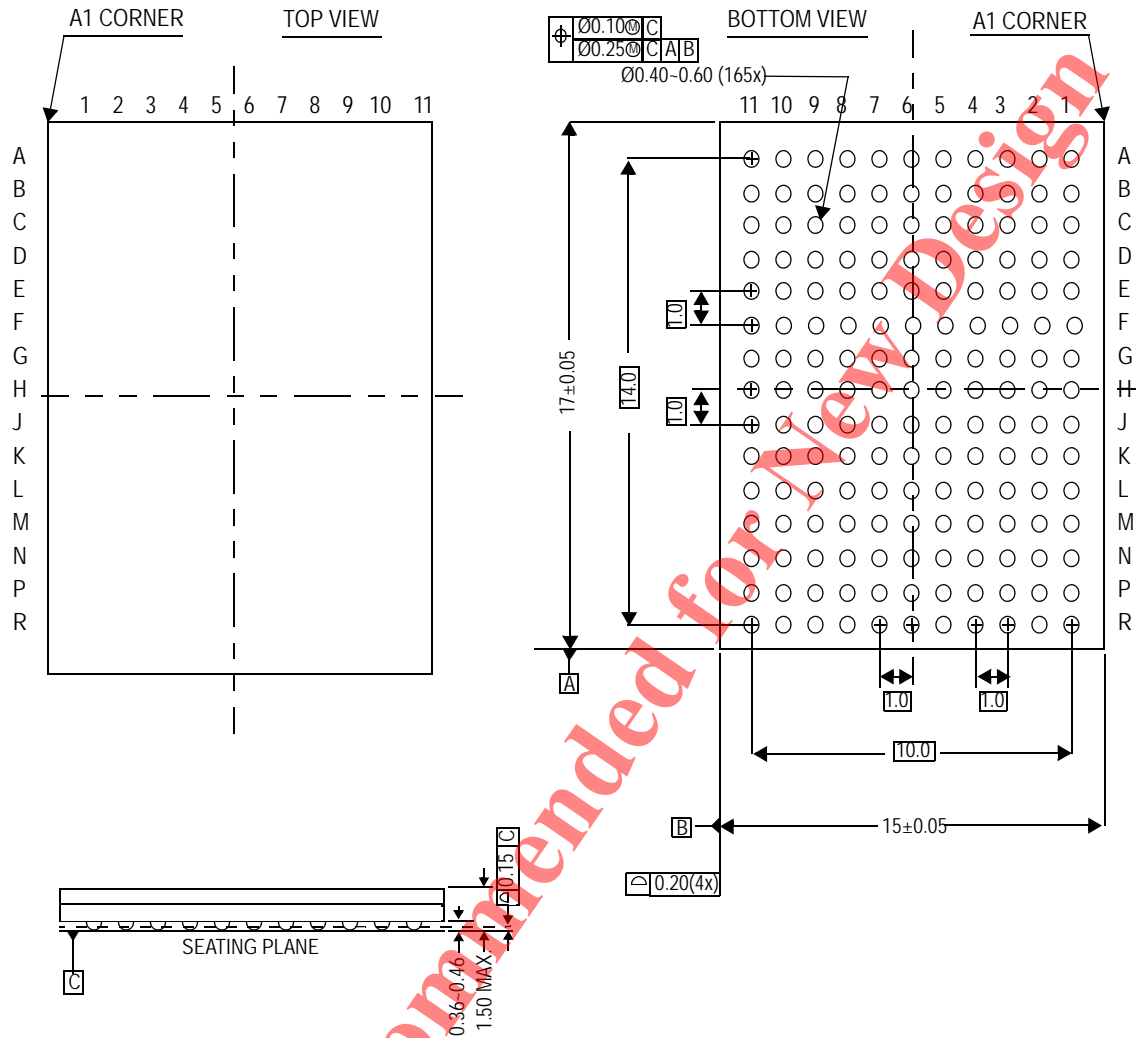 A1 CORNER
TOP VIEW
1 2 3 4 5 6 7 8 9 10 11
A
B
C
D
E
F
G
H
J
K
L
M
N
P
R
Ø0.10Ⓜ C
Ø0.25Ⓜ C A B
Ø0.40~0.60 (165x)
BOTTOM VIEW
A1 CORNER
11 10 9 8 7 6 5 4 3 2 1
A
B
C
D
E
F
G
H
J
K
L
M
N
P
R
1.0
1.0
14.0
17±0.05
A
1.0
1.0
10.0
B
15±0.05
0.20(4x)
0.15 C
SEATING PLANE
C
0.36~0.46
1.50 MAX.
ommended for New Design